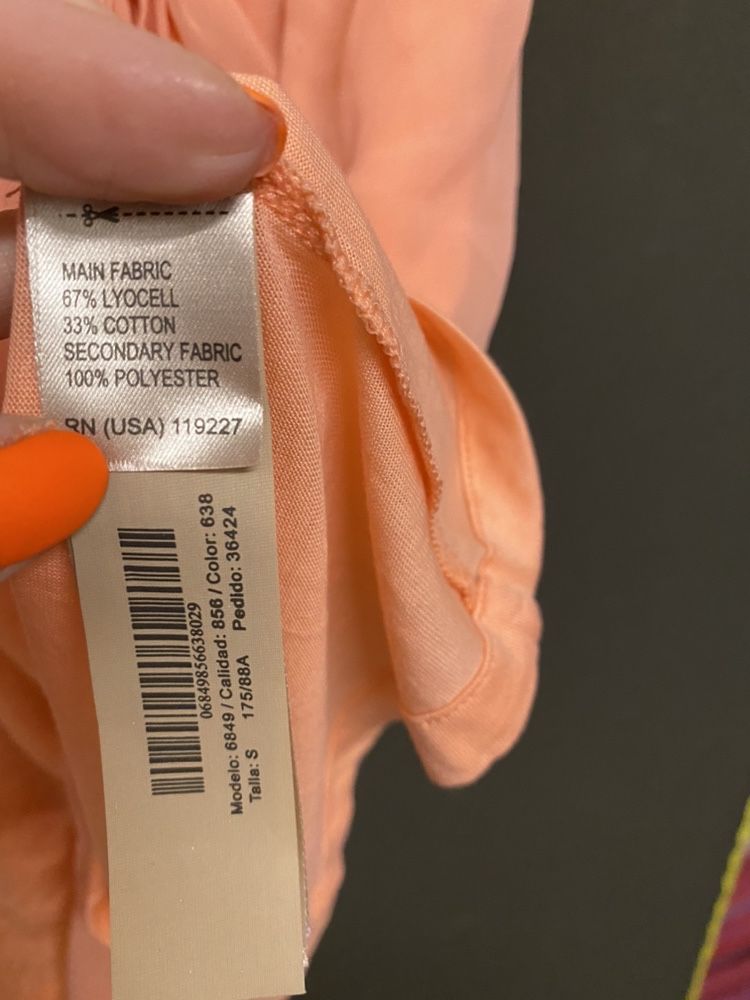 MAIN FABRIC
67% LYOCELL
33% COTTON
SECONDARY FABRIC
100% POLYESTER
RN (USA) 119227
06849856638029
Modelo: 6849 / Calidad: 856 / Color: 638
Talla: S 175/88A Pedido: 36424